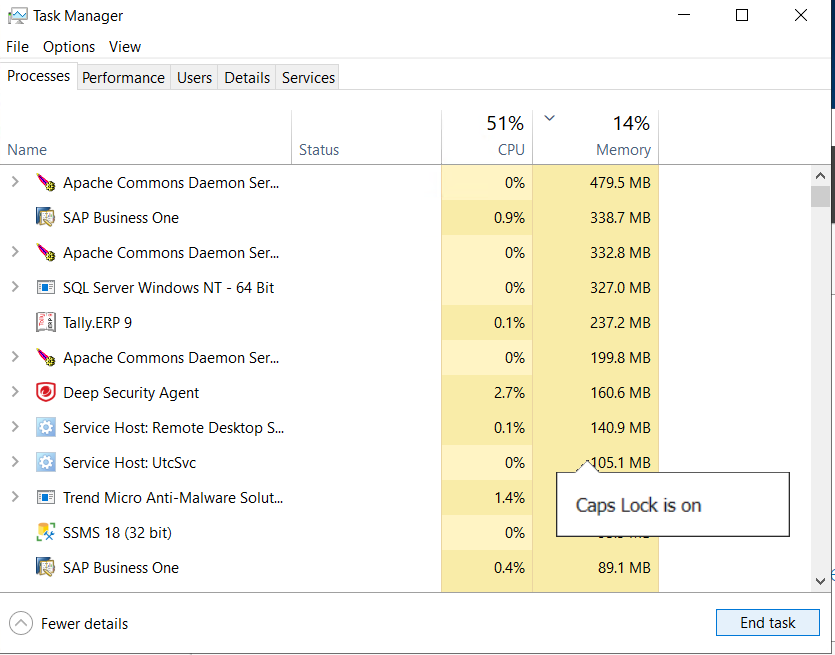 Task Manager
File Options View
Processes Performance Users Details Services
51% 14%
Name Status CPU Memory
Apache Commons Daemon Ser... 0% 479.5 MB
SAP Business One 0.9% 338.7 MB
Apache Commons Daemon Ser... 0% 332.8 MB
SQL Server Windows NT - 64 Bit 0% 327.0 MB
Tally.ERP 9 0.1% 237.2 MB
Apache Commons Daemon Ser... 0% 199.8 MB
Deep Security Agent 2.7% 160.6 MB
Service Host: Remote Desktop S... 0.1% 140.9 MB
Service Host: UtcSvc 0% 105.1 MB
Trend Micro Anti-Malware Solut... 1.4%
Caps Lock is on
SSMS 18 (32 bit) 0%
SAP Business One 0.4% 89.1 MB
Fewer details End task